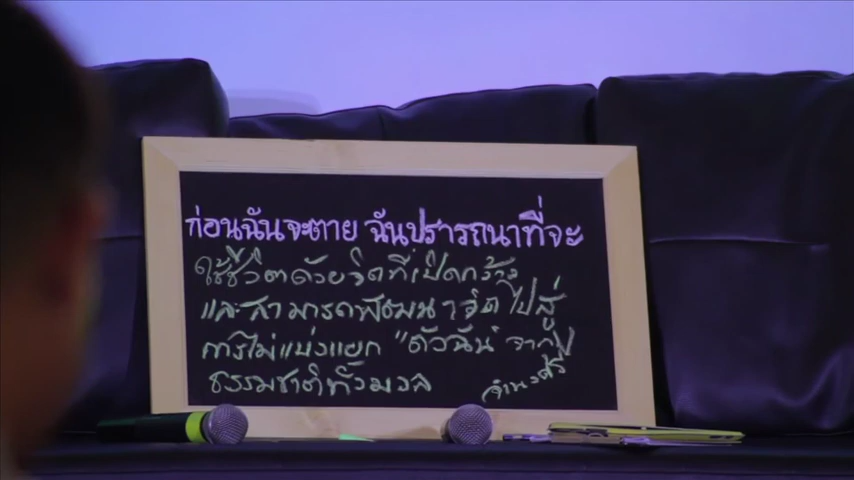 ก่อนฉันจะตาย ฉันปรารถนาที่จะ
ใช้ชีวิตด้วยจิตที่เปิดกว้าง
และสามารถพัฒนาจิตไปสู่
การไม่แบ่งแยก "ตัวฉัน" จาก
ธรรมชาติทั้งมวล